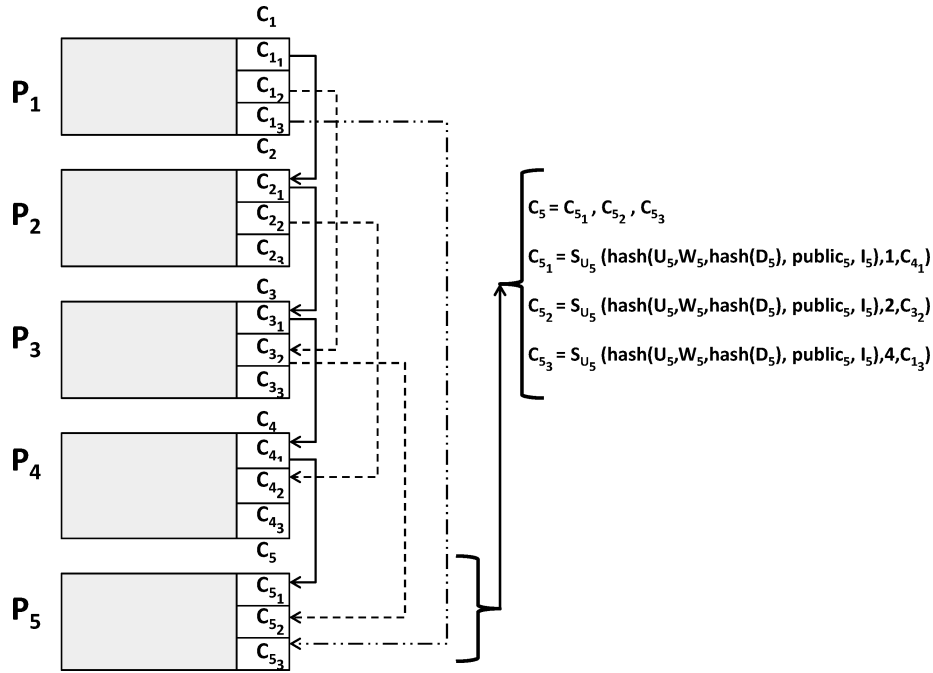 C₁
P₁
C₁₁
C₁₂
C₁₃
C₂
P₂
C₂₁
C₂₂
C₂₃
C₃
P₃
C₃₁
C₃₂
C₃₃
C₄
P₄
C₄₁
C₄₂
C₄₃
C₅
P₅
C₅₁
C₅₂
C₅₃
C₅ = C₅₁ , C₅₂ , C₅₃
C₅₁ = S_U₅ (hash(U₅,W₅,hash(D₅), public₅, I₅),1,C₄₁)
C₅₂ = S_U₅ (hash(U₅,W₅,hash(D₅), public₅, I₅),2,C₃₂)
C₅₃ = S_U₅ (hash(U₅,W₅,hash(D₅), public₅, I₅),4,C₁₃)